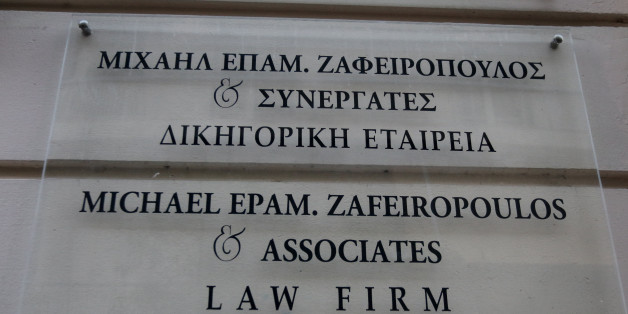 ΜΙΧΑΗΛ ΕΠΑΜ. ΖΑΦΕΙΡΟΠΟΥΛΟΣ
& ΣΥΝΕΡΓΑΤΕΣ
ΔΙΚΗΓΟΡΙΚΗ ΕΤΑΙΡΕΙΑ
MICHAEL EPAM. ZAFEIROPOULOS
& ASSOCIATES
LAW FIRM